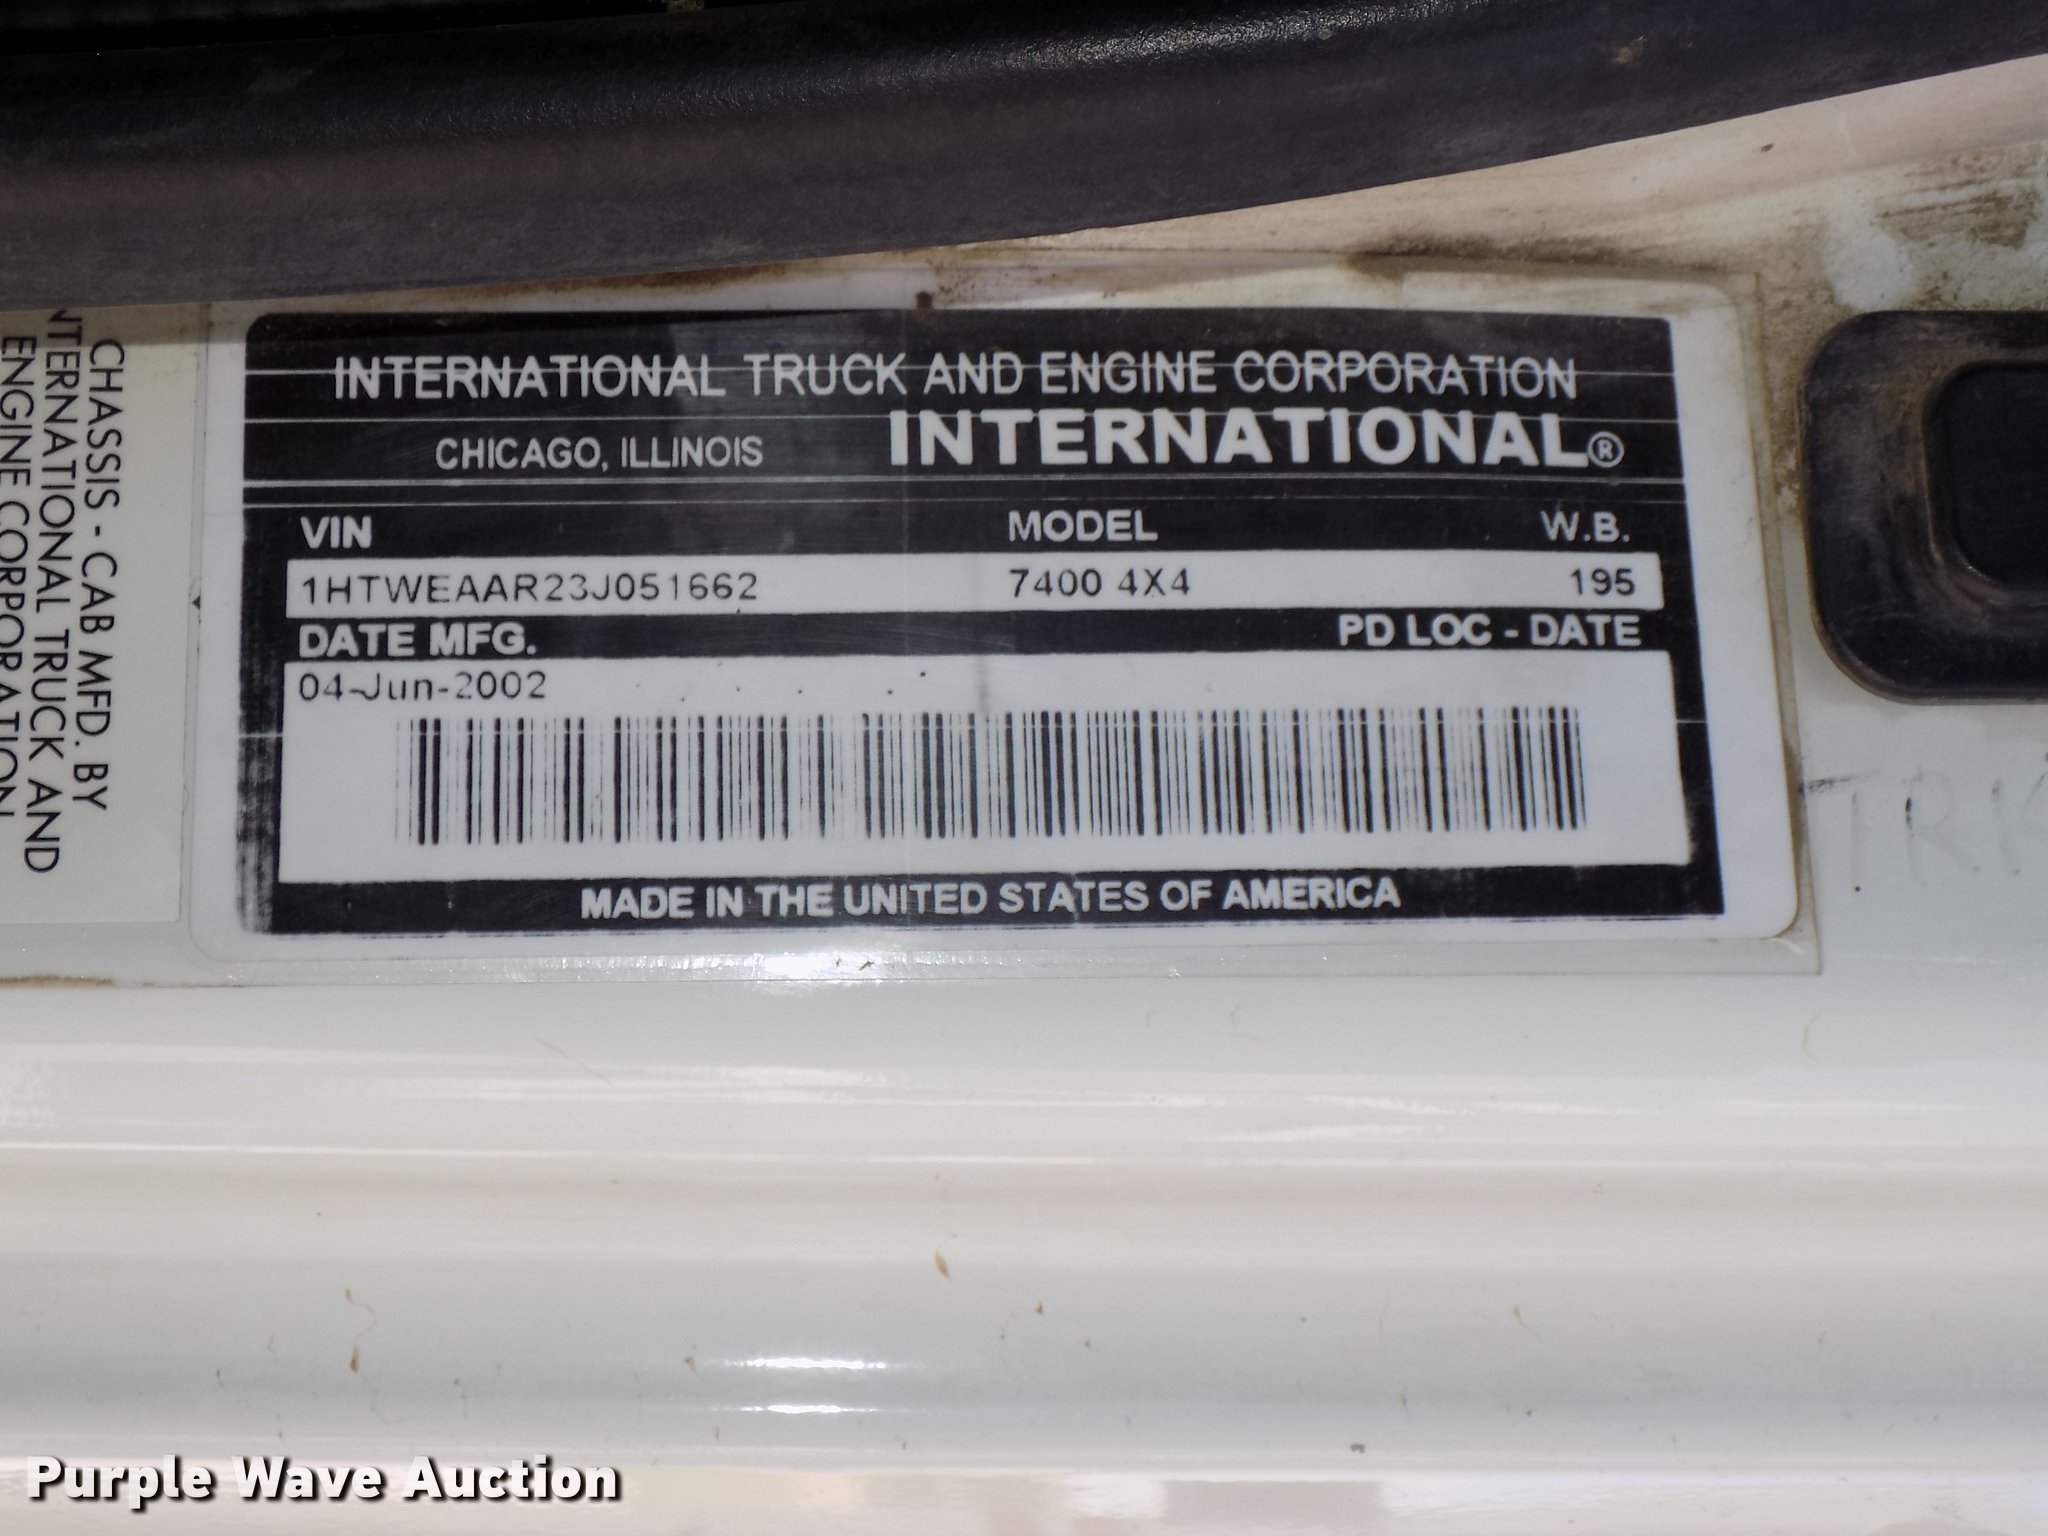 INTERNATIONAL TRUCK AND ENGINE CORPORATION
CHICAGO, ILLINOIS INTERNATIONAL®
VIN MODEL W.B.
1HTWEAAR23J051662 7400 4X4 195
DATE MFG. PD LOC - DATE
04-Jun-2002
MADE IN THE UNITED STATES OF AMERICA
CHASSIS - CAB MFD. BY
INTERNATIONAL TRUCK AND
ENGINE CORPORATION
Purple Wave Auction